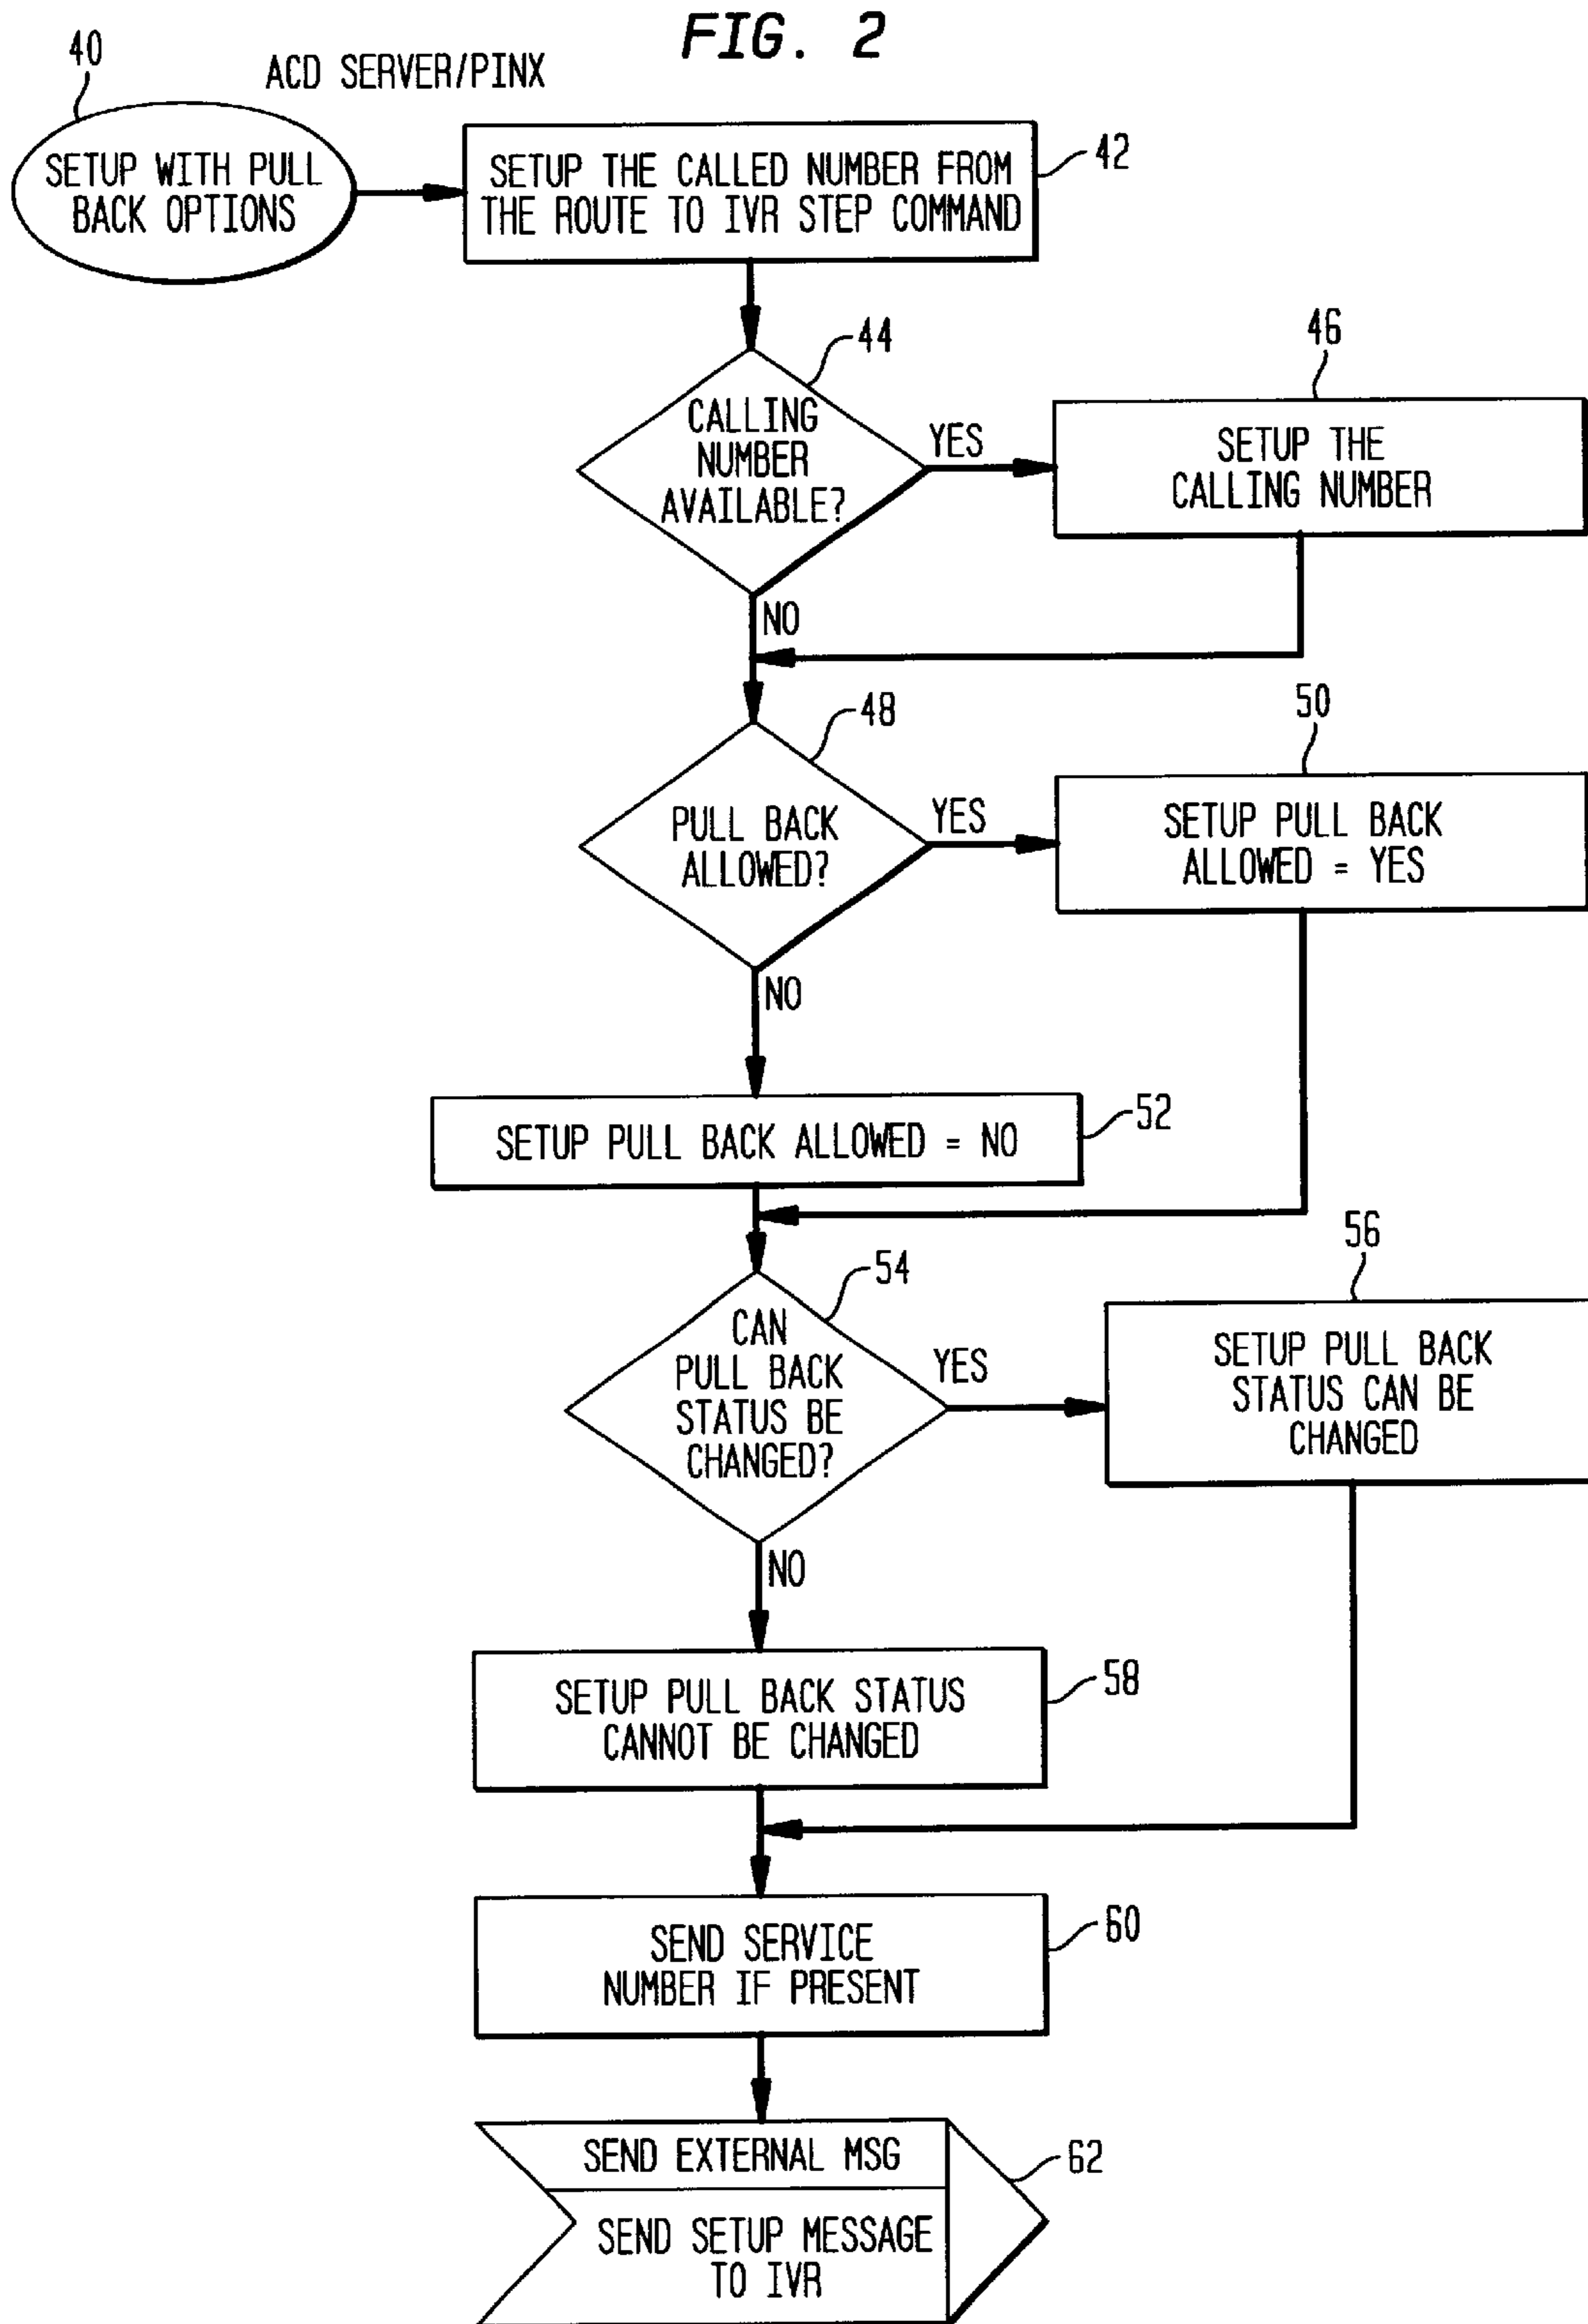 FIG. 2
40
ACD SERVER/PINX
SETUP WITH PULL
BACK OPTIONS
SETUP THE CALLED NUMBER FROM
THE ROUTE TO IVR STEP COMMAND
42
44
CALLING
NUMBER
AVAILABLE?
YES
46
SETUP THE
CALLING NUMBER
NO
48
PULL BACK
ALLOWED?
YES
50
SETUP PULL BACK
ALLOWED = YES
NO
SETUP PULL BACK ALLOWED = NO
52
54
CAN
PULL BACK
STATUS BE
CHANGED?
YES
56
SETUP PULL BACK
STATUS CAN BE
CHANGED
NO
SETUP PULL BACK STATUS
CANNOT BE CHANGED
58
SEND SERVICE
NUMBER IF PRESENT
60
SEND EXTERNAL MSG
SEND SETUP MESSAGE
TO IVR
62